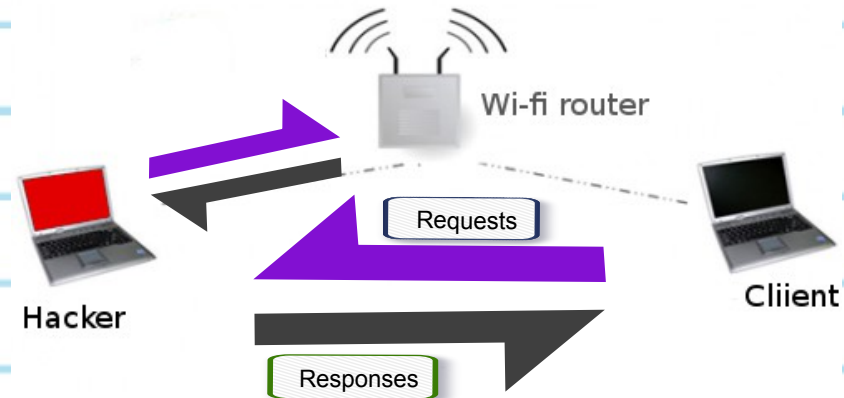 Wi-fi router
Requests
Hacker
Cliient
Responses